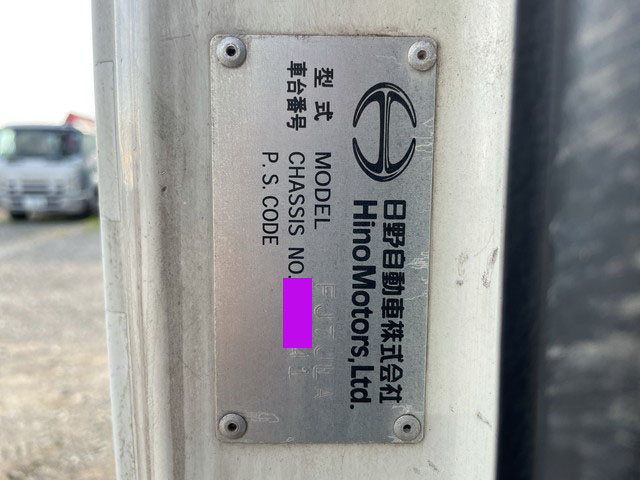 日野自動車株式会社
Hino Motors, Ltd.
型式 MODEL
車台番号 CHASSIS NO.
P. S. CODE